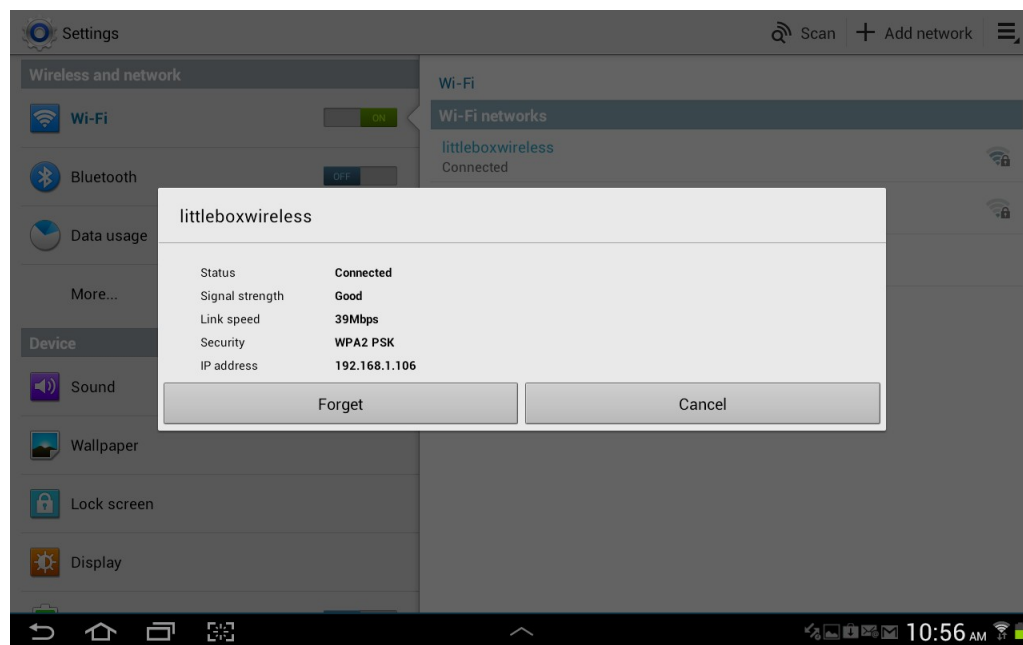 Settings
Scan
Add network
Wireless and network
Wi-Fi
ON
Bluetooth
OFF
Data usage
More...
Device
Sound
Wallpaper
Lock screen
Display
Wi-Fi
Wi-Fi networks
littleboxwireless
Connected
littleboxwireless
Status Connected
Signal strength Good
Link speed 39Mbps
Security WPA2 PSK
IP address 192.168.1.106
Forget Cancel
10:56 AM